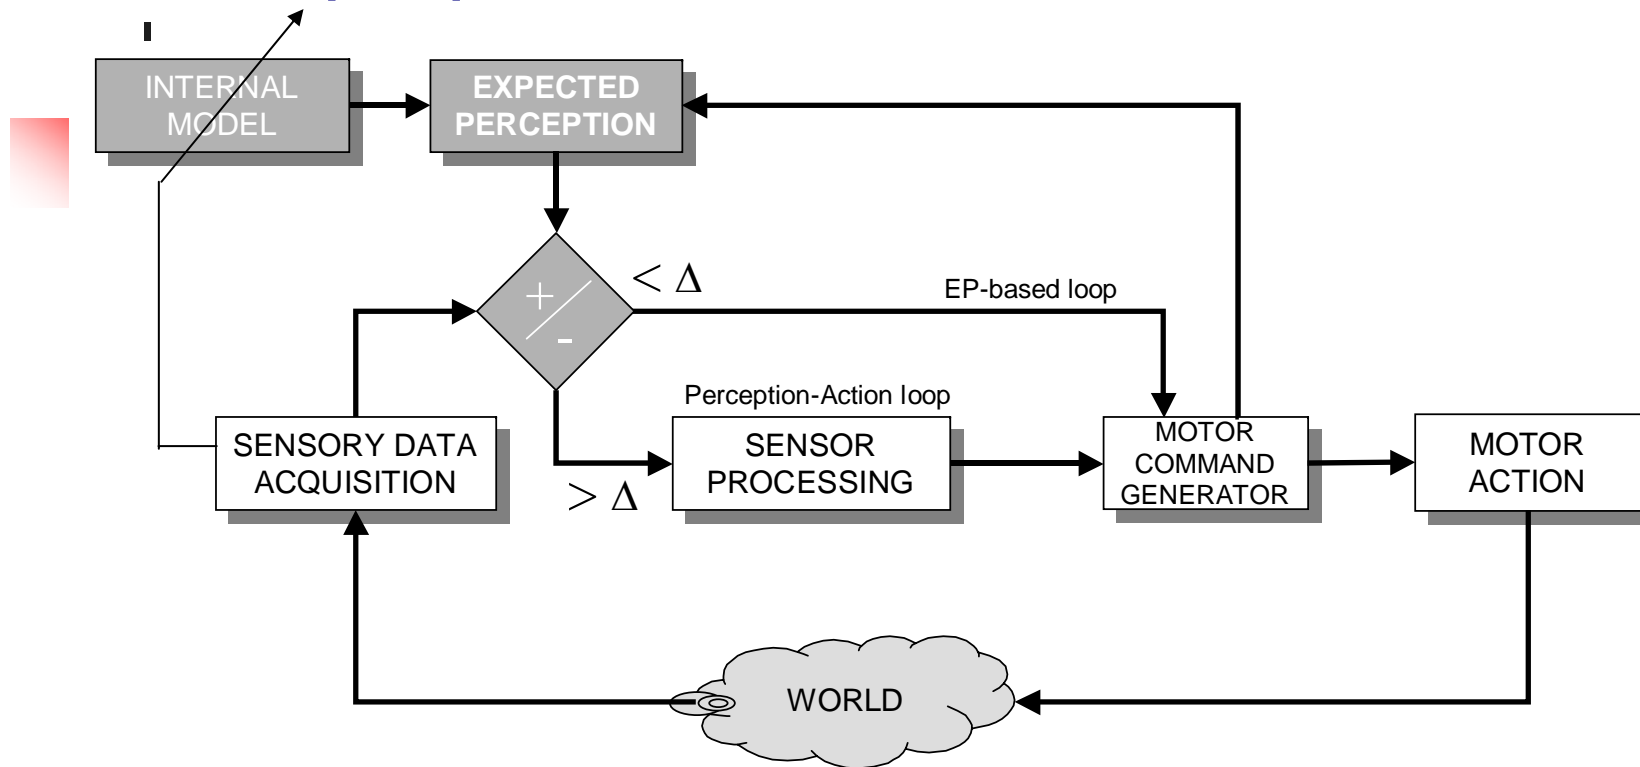 INTERNAL
MODEL
EXPECTED
PERCEPTION
< Δ
+
-
EP-based loop
Perception-Action loop
SENSORY DATA
ACQUISITION
> Δ
SENSOR
PROCESSING
MOTOR
COMMAND
GENERATOR
MOTOR
ACTION
WORLD